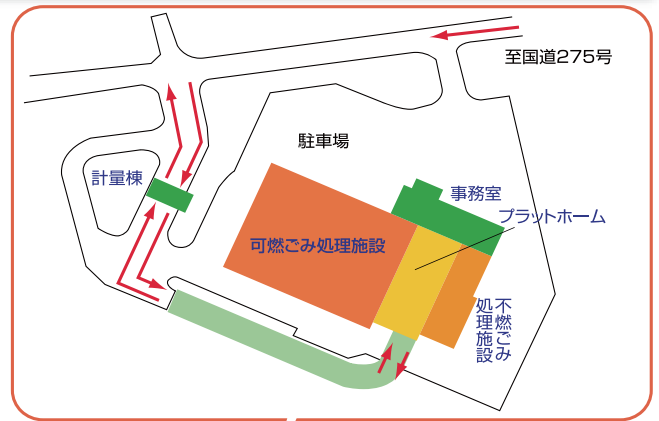 至国道275号
駐車場
計量棟
事務室
プラットホーム
可燃ごみ処理施設
不燃ごみ
処理施設